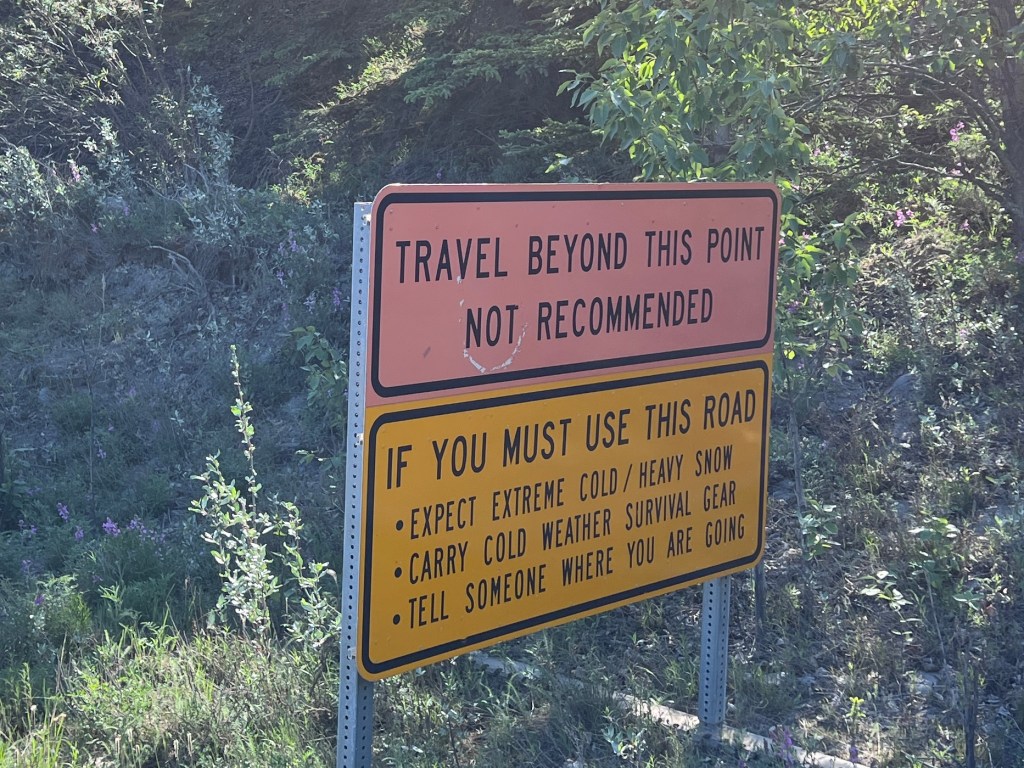 TRAVEL BEYOND THIS POINT
NOT RECOMMENDED
IF YOU MUST USE THIS ROAD
• EXPECT EXTREME COLD / HEAVY SNOW
• CARRY COLD WEATHER SURVIVAL GEAR
• TELL SOMEONE WHERE YOU ARE GOING